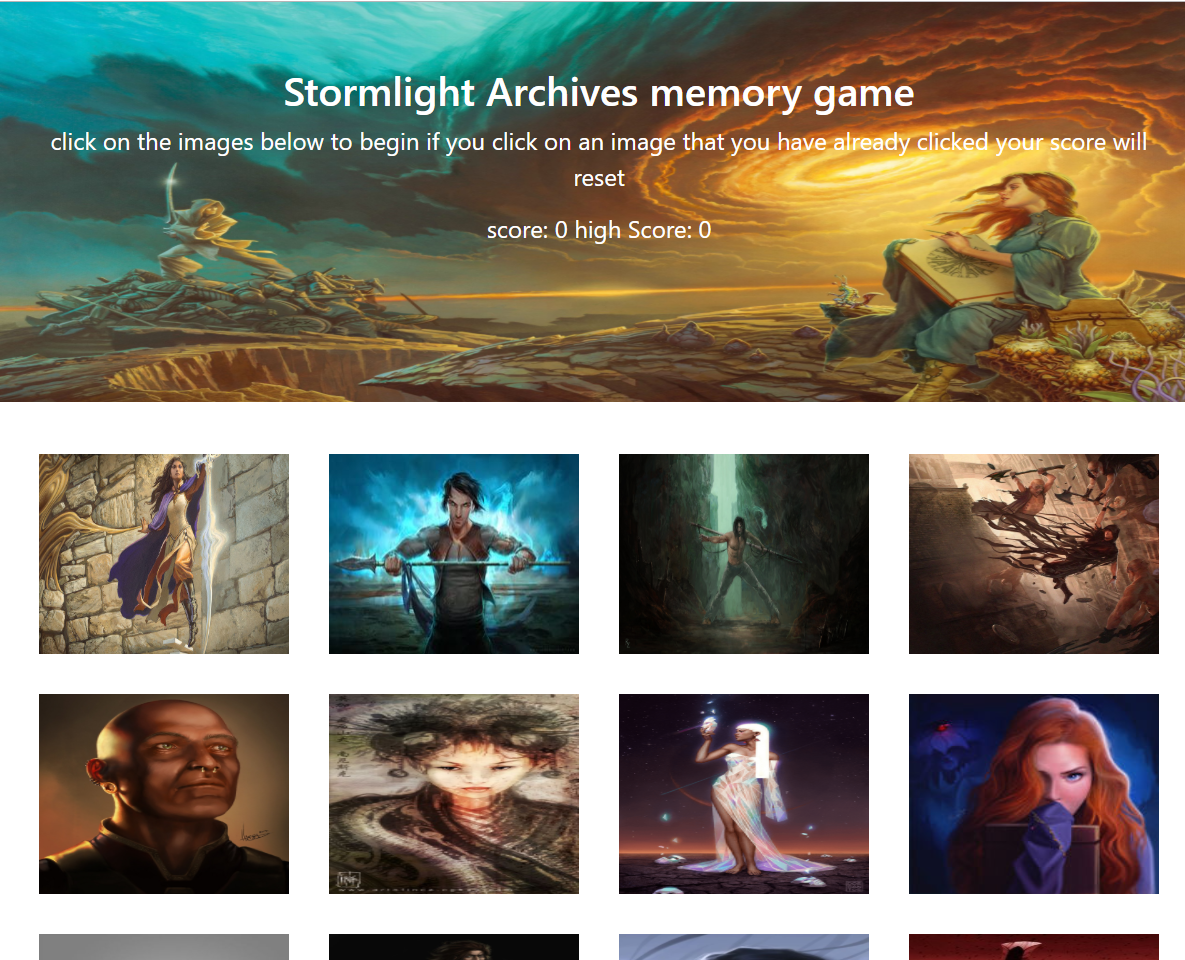 Stormlight Archives memory game
click on the images below to begin if you click on an image that you have already clicked your score will
reset
score: 0 high Score: 0